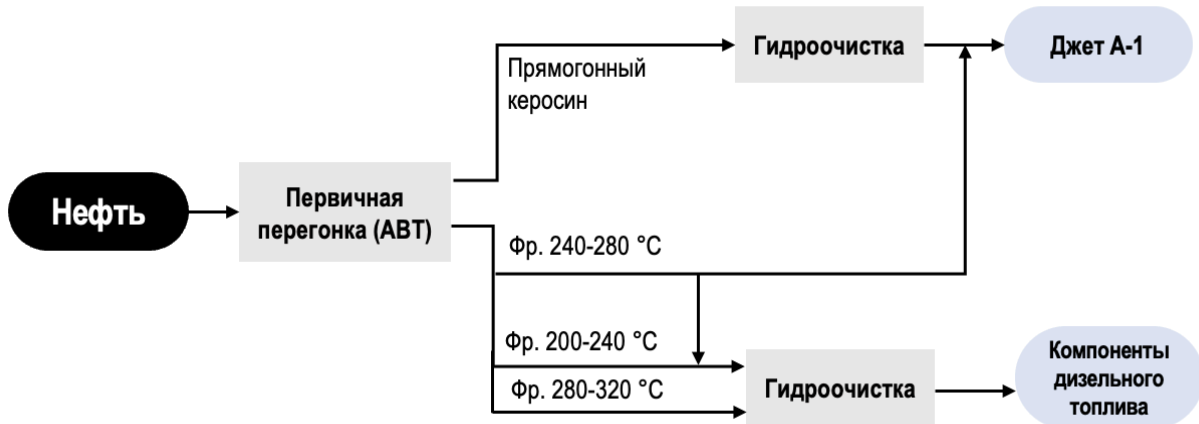 Гидроочистка
Джет А-1
Прямогонный
керосин
Нефть
Первичная
перегонка (АВТ)
Фр. 240-280 °C
Фр. 200-240 °C
Фр. 280-320 °C
Гидроочистка
Компоненты
дизельного
топлива